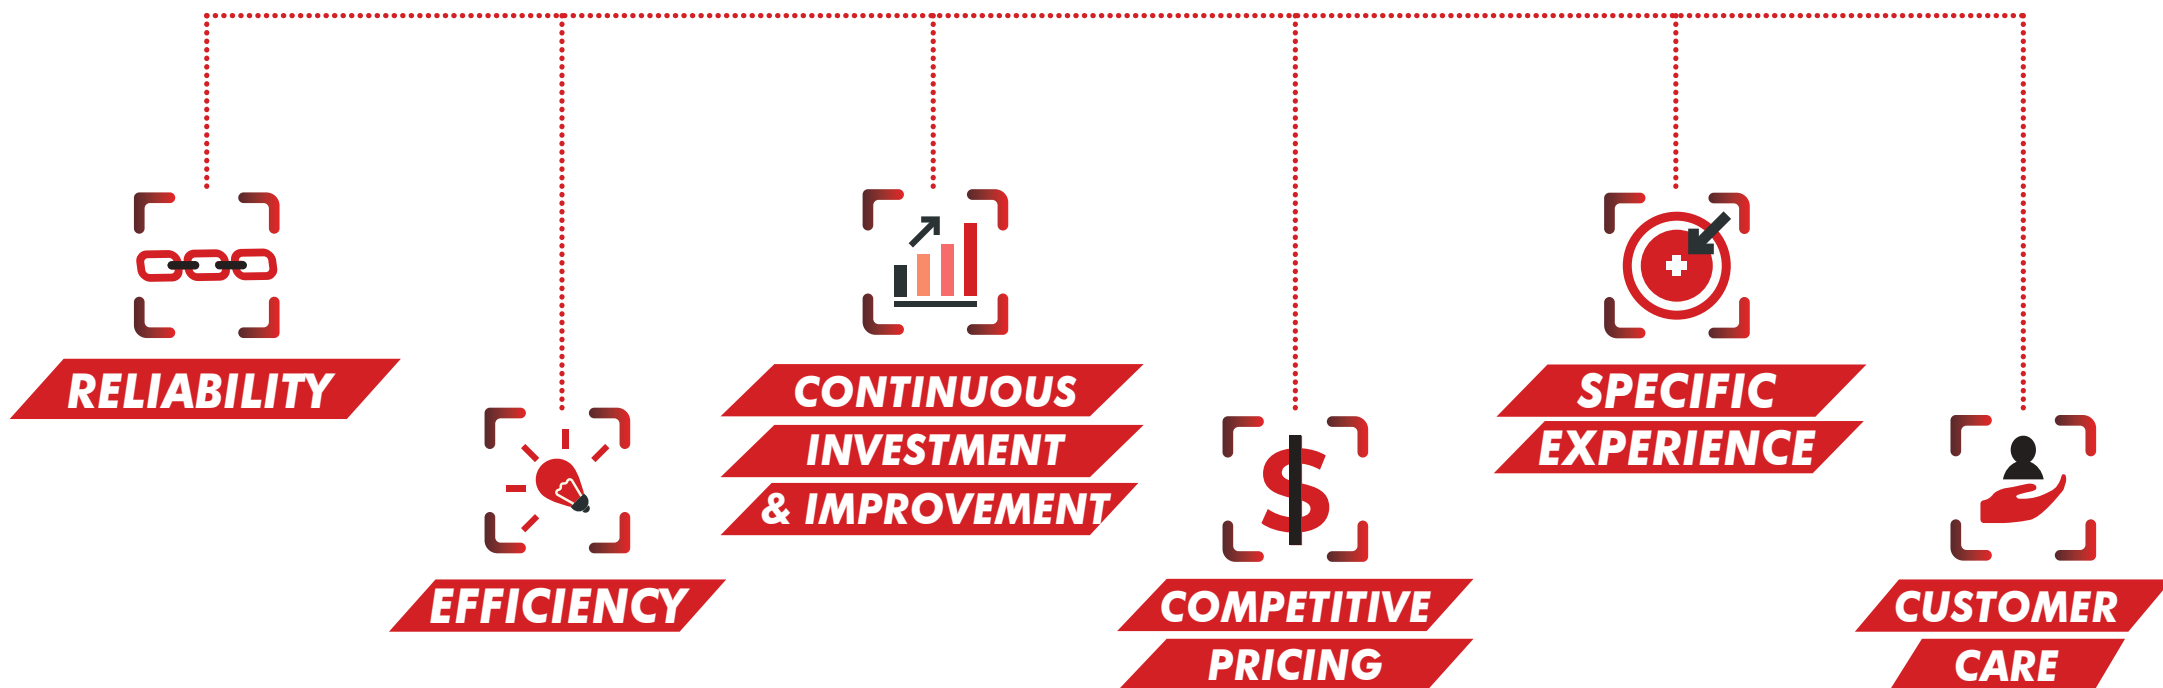 RELIABILITY
EFFICIENCY
CONTINUOUS
INVESTMENT
& IMPROVEMENT
COMPETITIVE
PRICING
SPECIFIC
EXPERIENCE
CUSTOMER
CARE